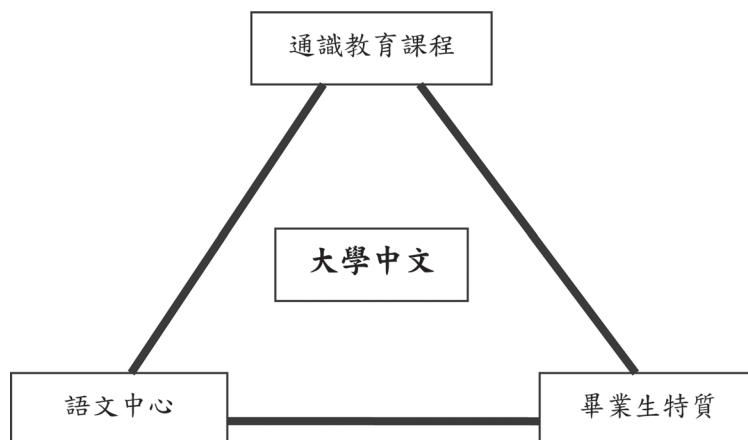 通識教育課程
大學中文
語文中心
畢業生特質